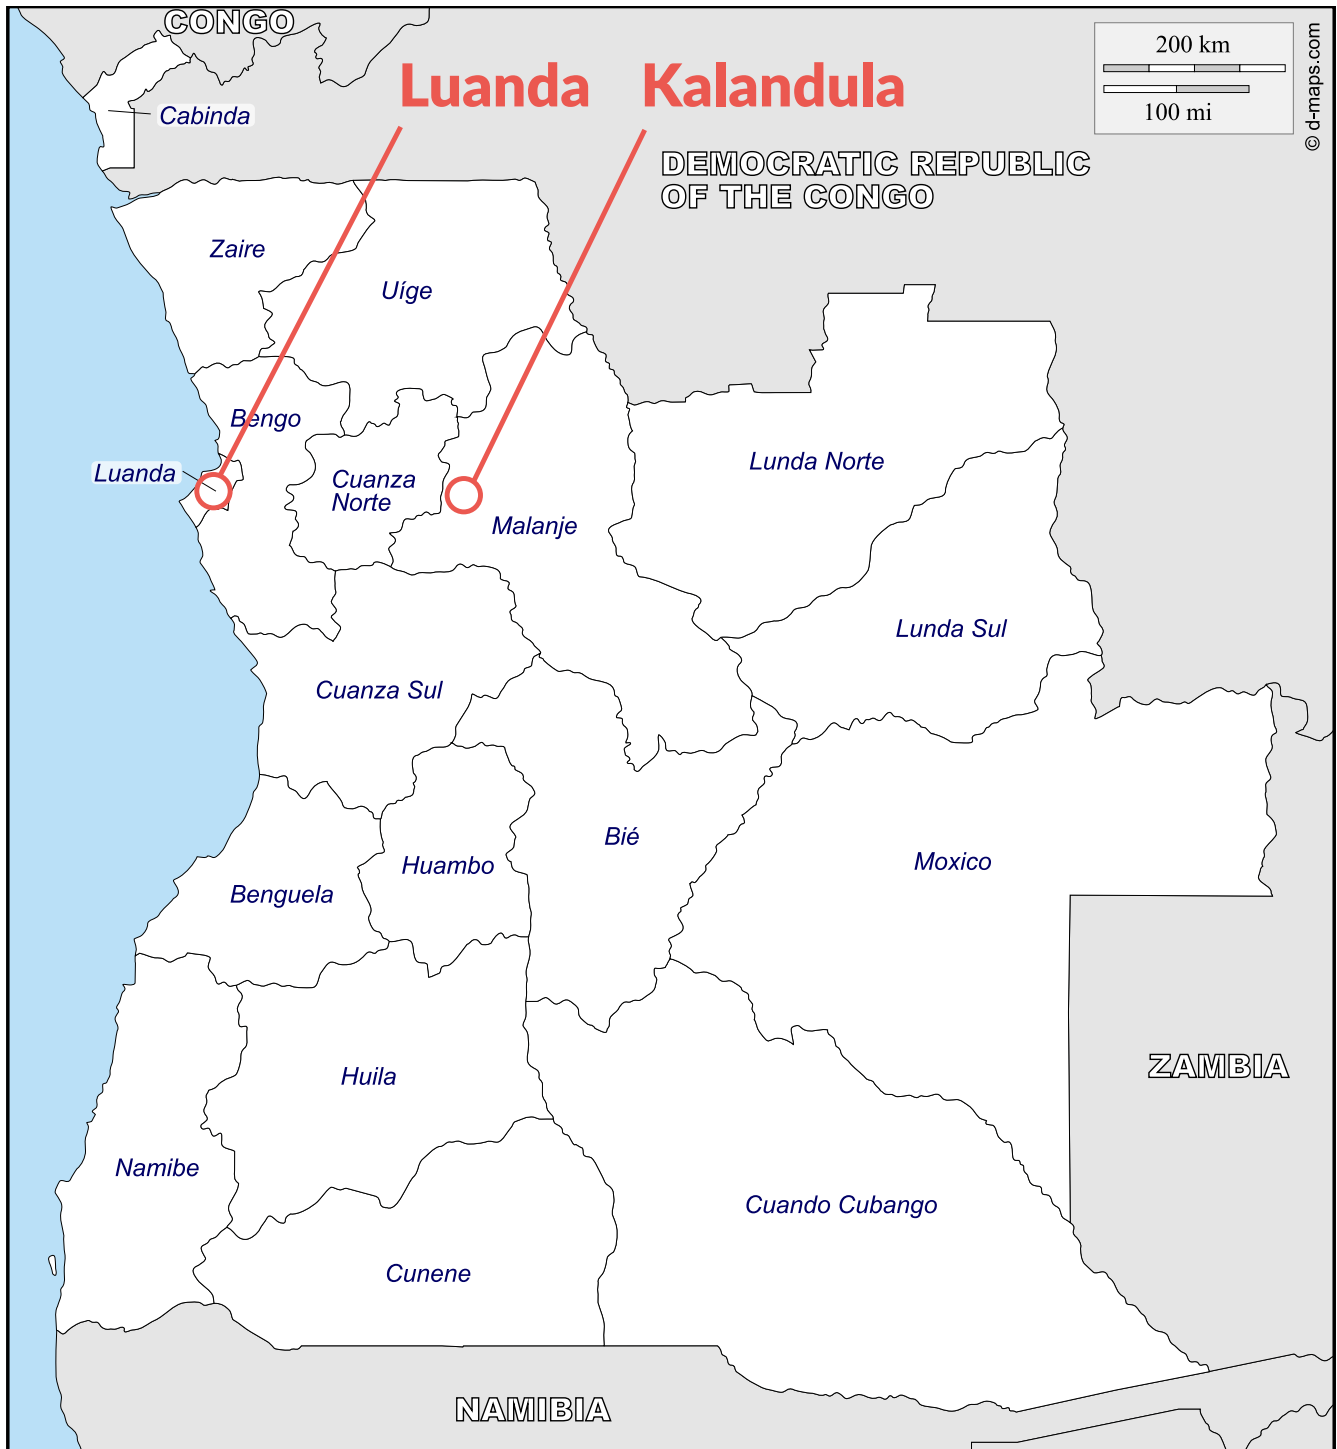 CONGO
200 km
100 mi
© d-maps.com
Luanda
Kalandula
Cabinda
DEMOCRATIC REPUBLIC
OF THE CONGO
Zaire
Uíge
Bengo
Luanda
Cuanza
Norte
Malanje
Lunda Norte
Lunda Sul
Cuanza Sul
Bié
Huambo
Moxico
Benguela
Huila
ZAMBIA
Namibe
Cuando Cubango
Cunene
NAMIBIA